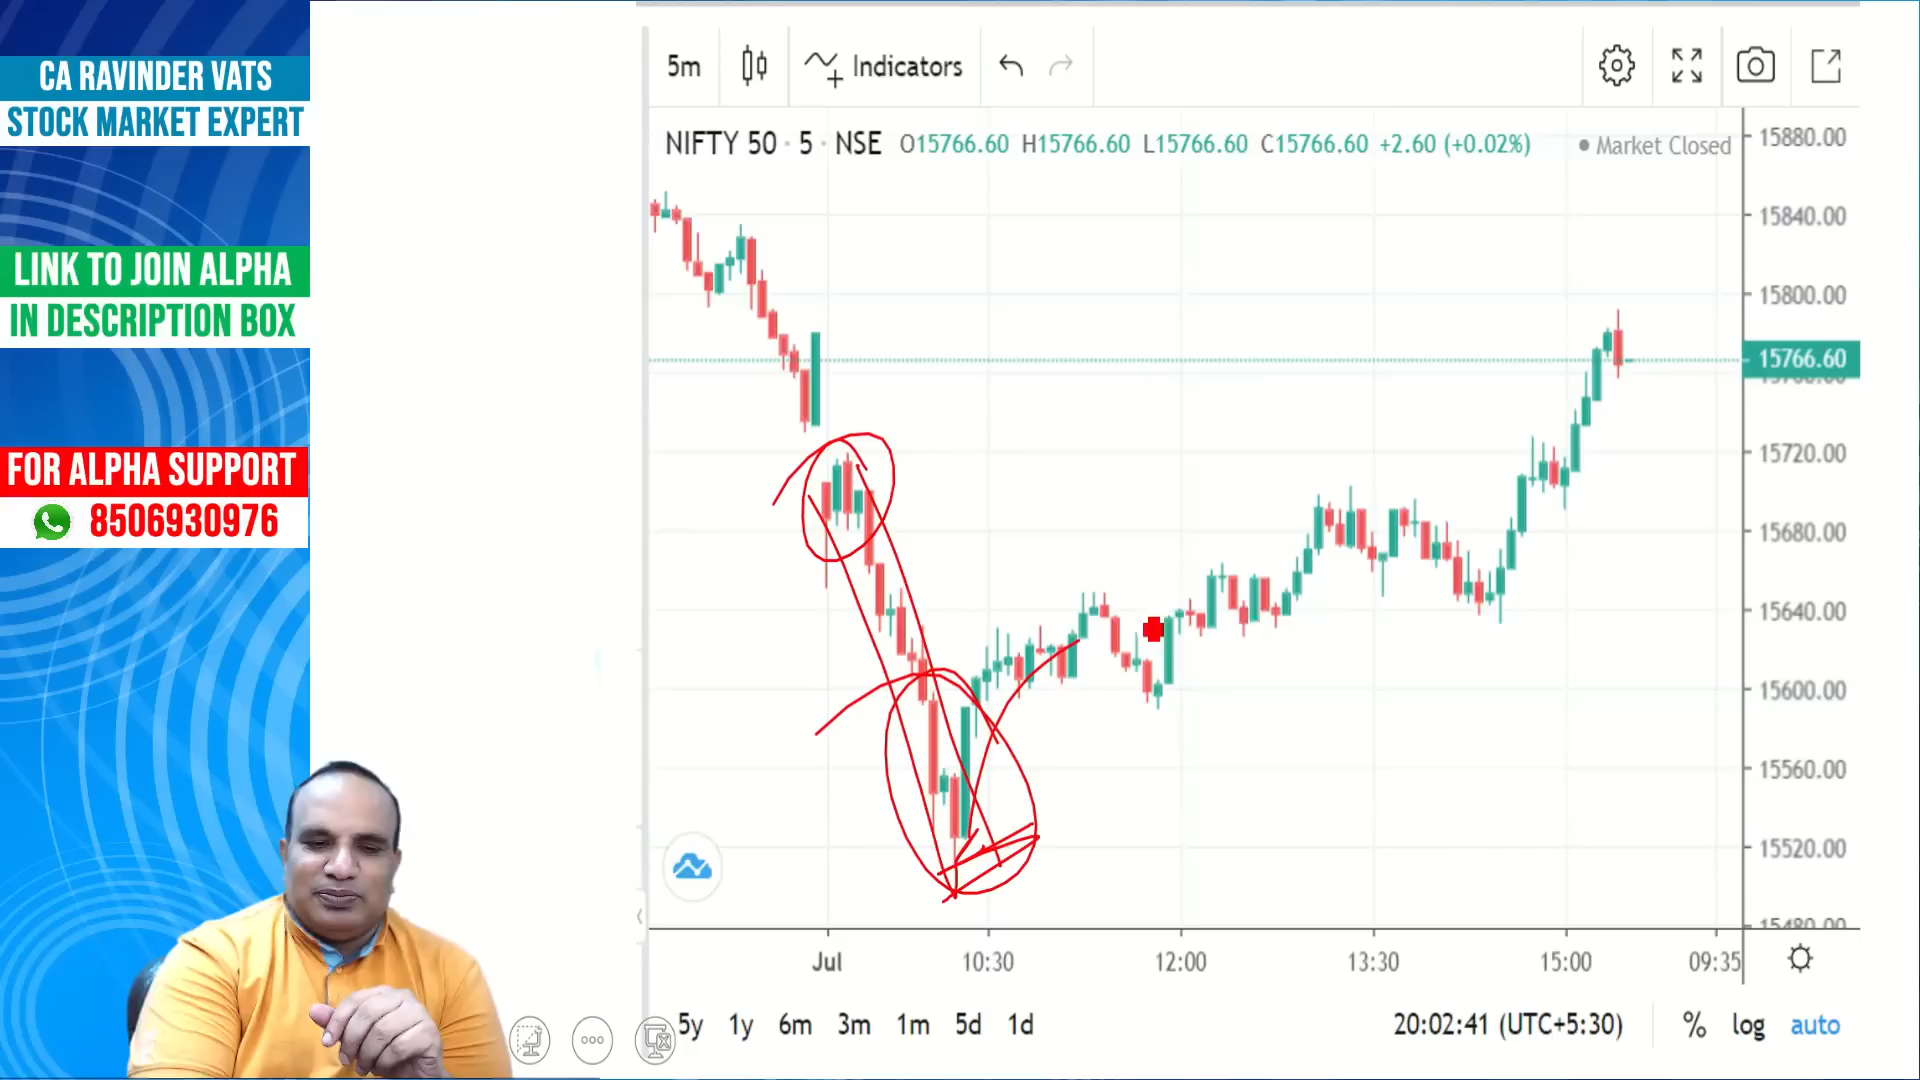 CA RAVINDER VATS
STOCK MARKET EXPERT
LINK TO JOIN ALPHA
IN DESCRIPTION BOX
FOR ALPHA SUPPORT
8506930976
5m
Indicators
NIFTY 50 · 5 · NSE O15766.60 H15766.60 L15766.60 C15766.60 +2.60 (+0.02%)
Market Closed
15880.00
15840.00
15800.00
15766.60
15720.00
15680.00
15640.00
15600.00
15560.00
15520.00
15480.00
Jul 10:30 12:00 13:30 15:00 09:35
5y 1y 6m 3m 1m 5d 1d
20:02:41 (UTC+5:30) % log auto